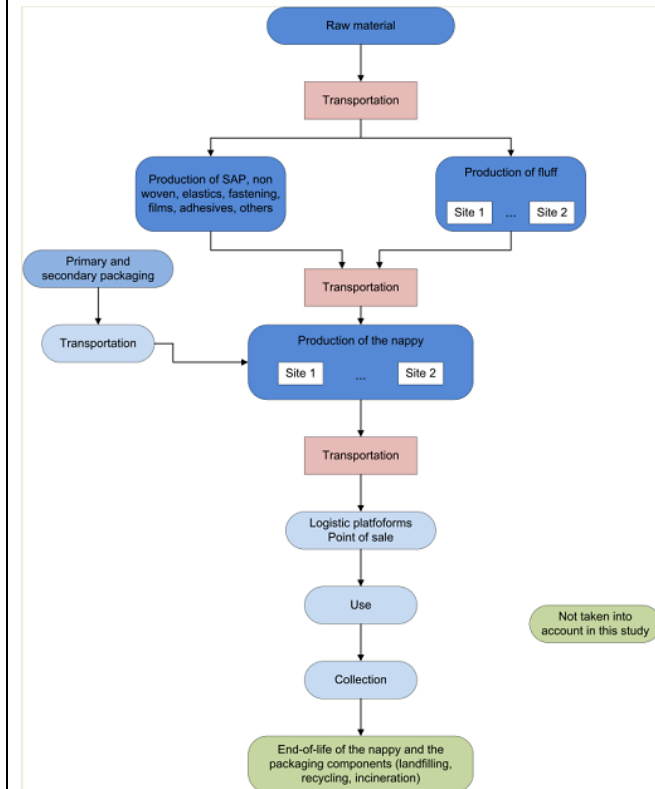 Raw material
Transportation
Production of SAP, non
woven, elastics, fastening,
films, adhesives, others
Production of fluff
Site 1
...
Site 2
Primary and
secondary packaging
Transportation
Transportation
Production of the nappy
Site 1
...
Site 2
Transportation
Logistic platoforms
Point of sale
Use
Not taken into
account in this study
Collection
End-of-life of the nappy and the
packaging components (landfilling,
recycling, incineration)